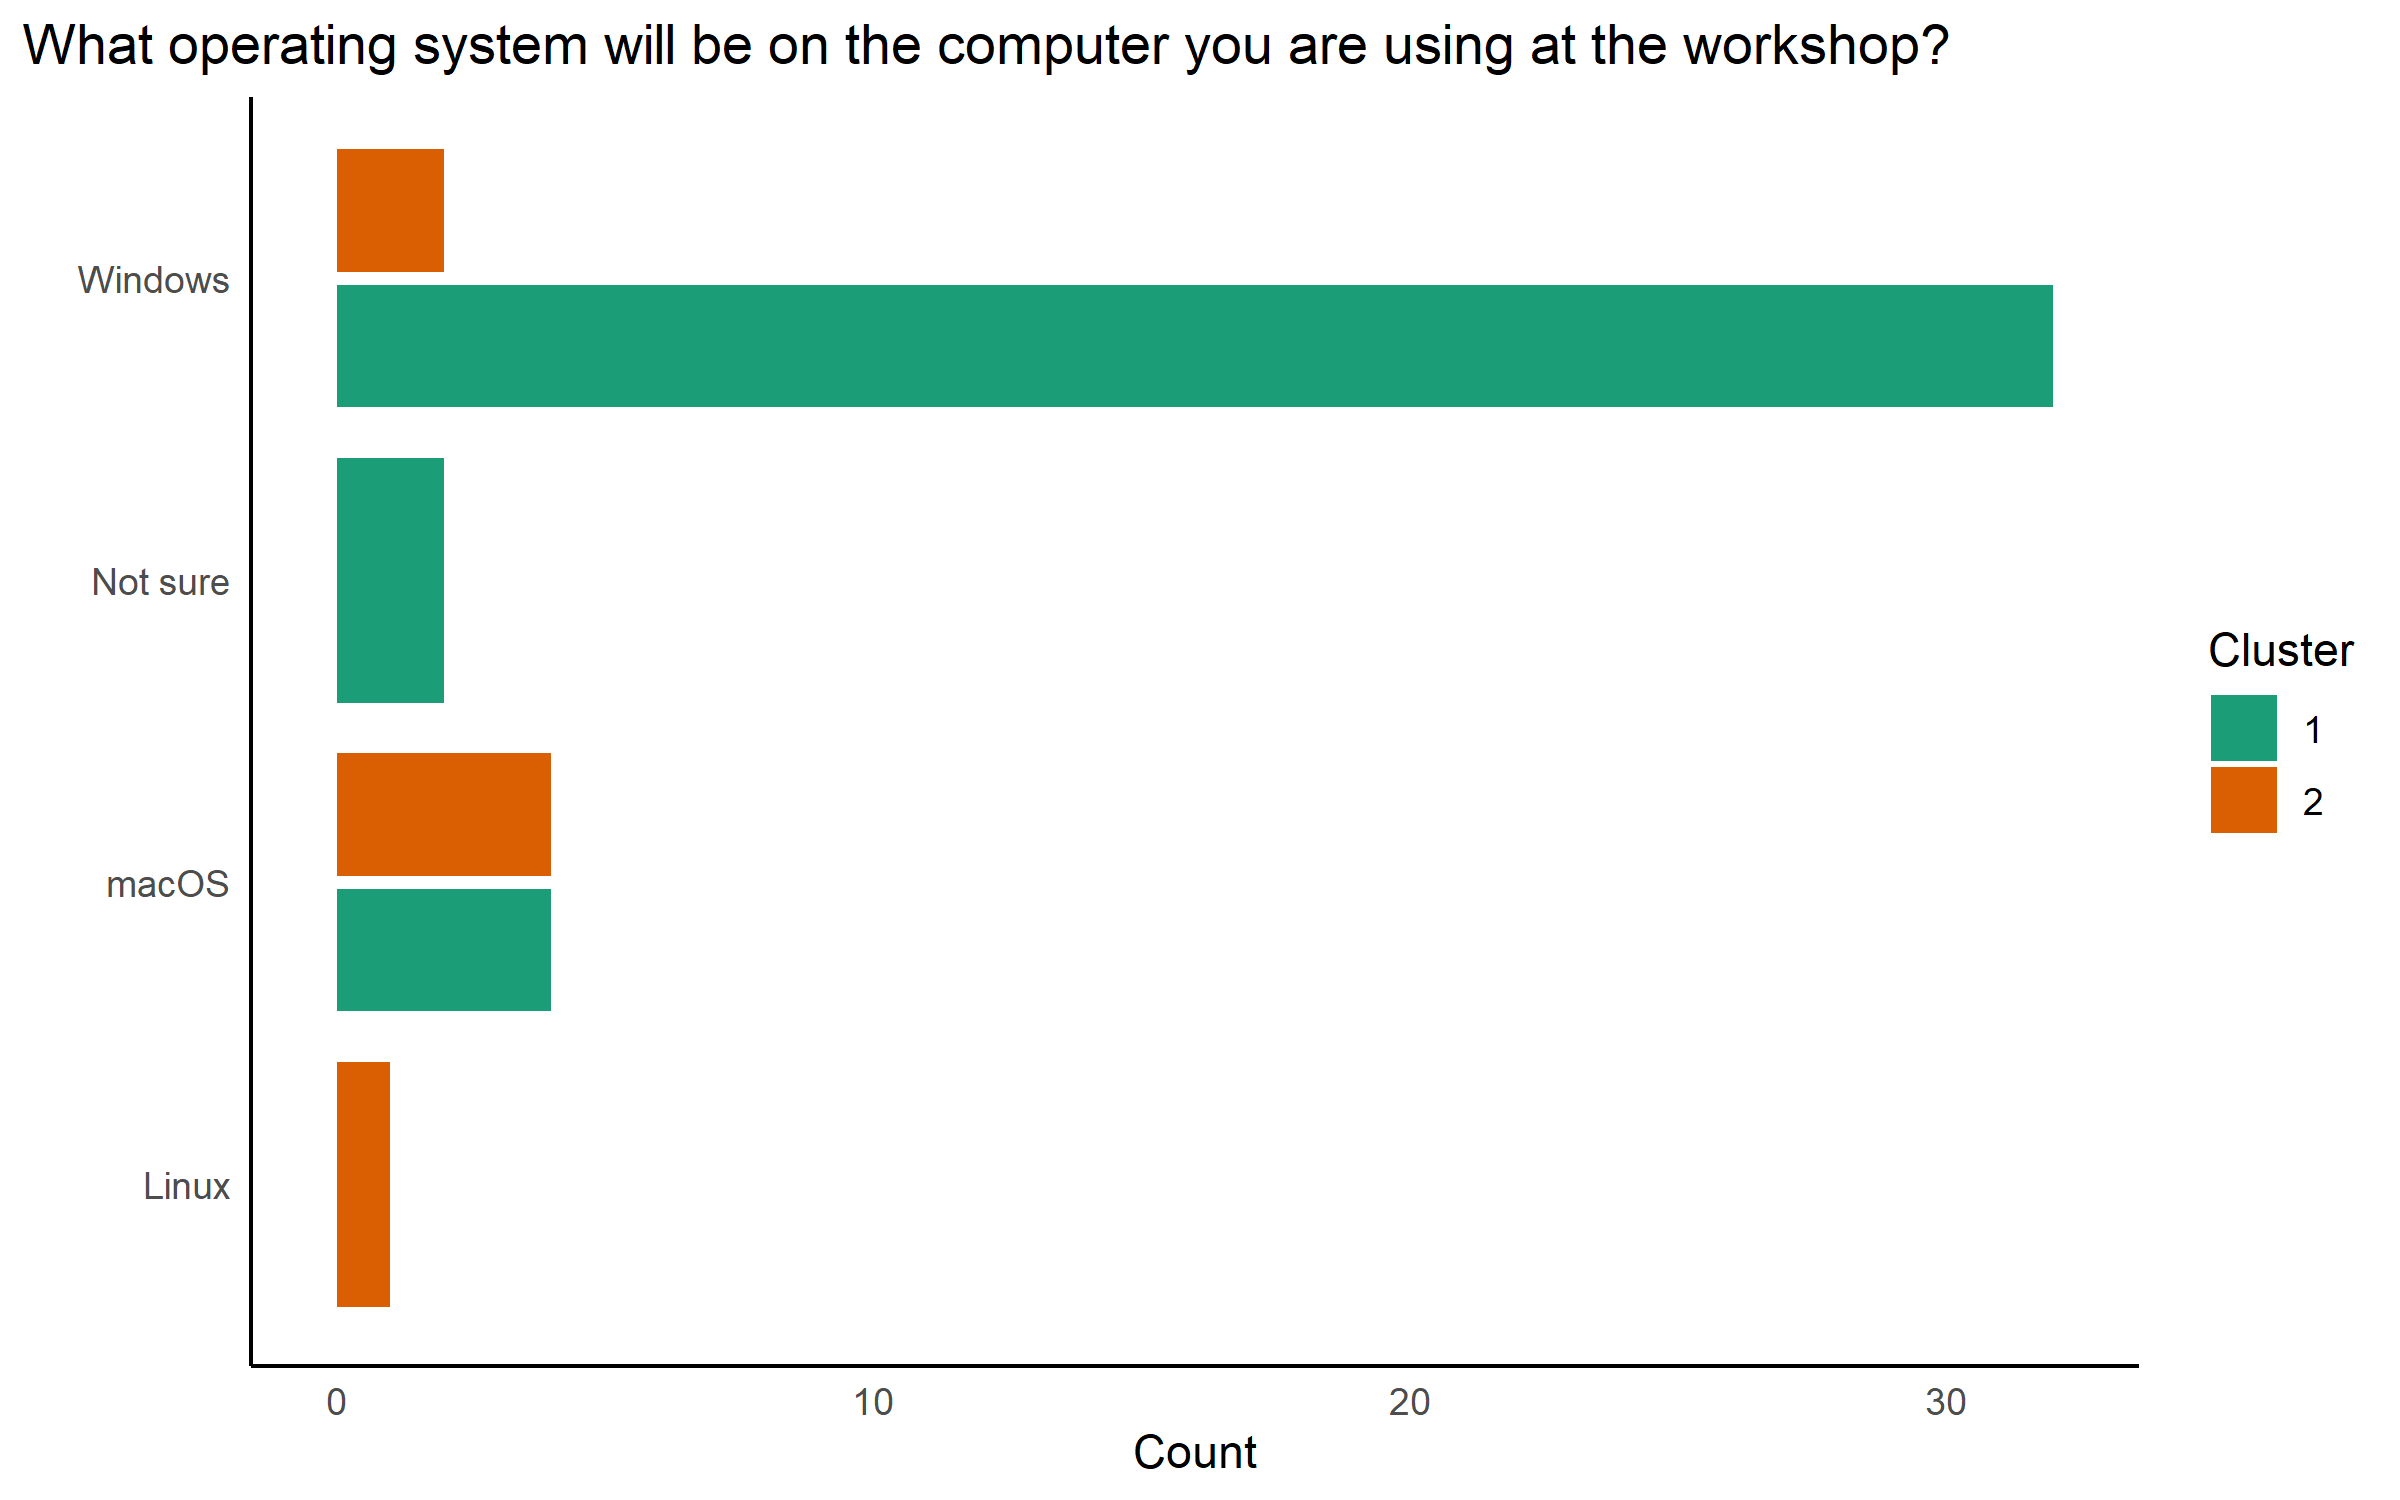 What operating system will be on the computer you are using at the workshop?
Windows
Not sure
macOS
Linux
0 10 20 30
Count
Cluster
1
2